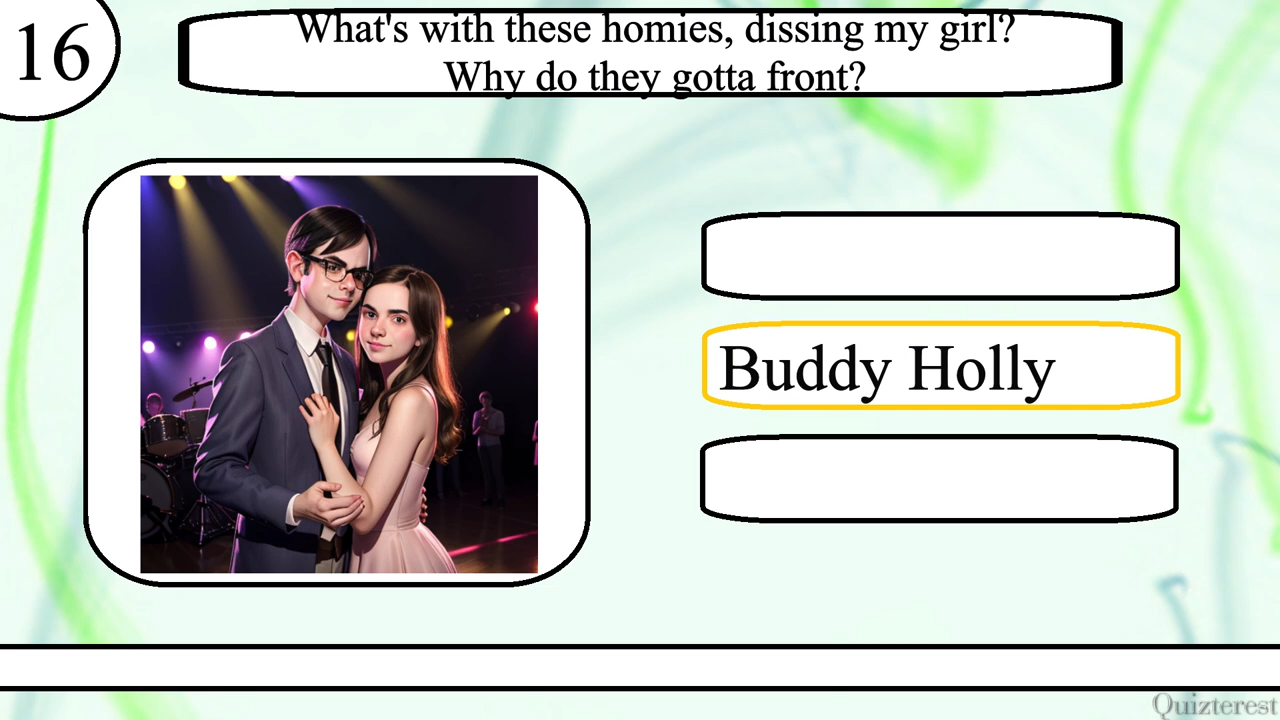 16
What's with these homies, dissing my girl?
Why do they gotta front?
Buddy Holly
Quizterest